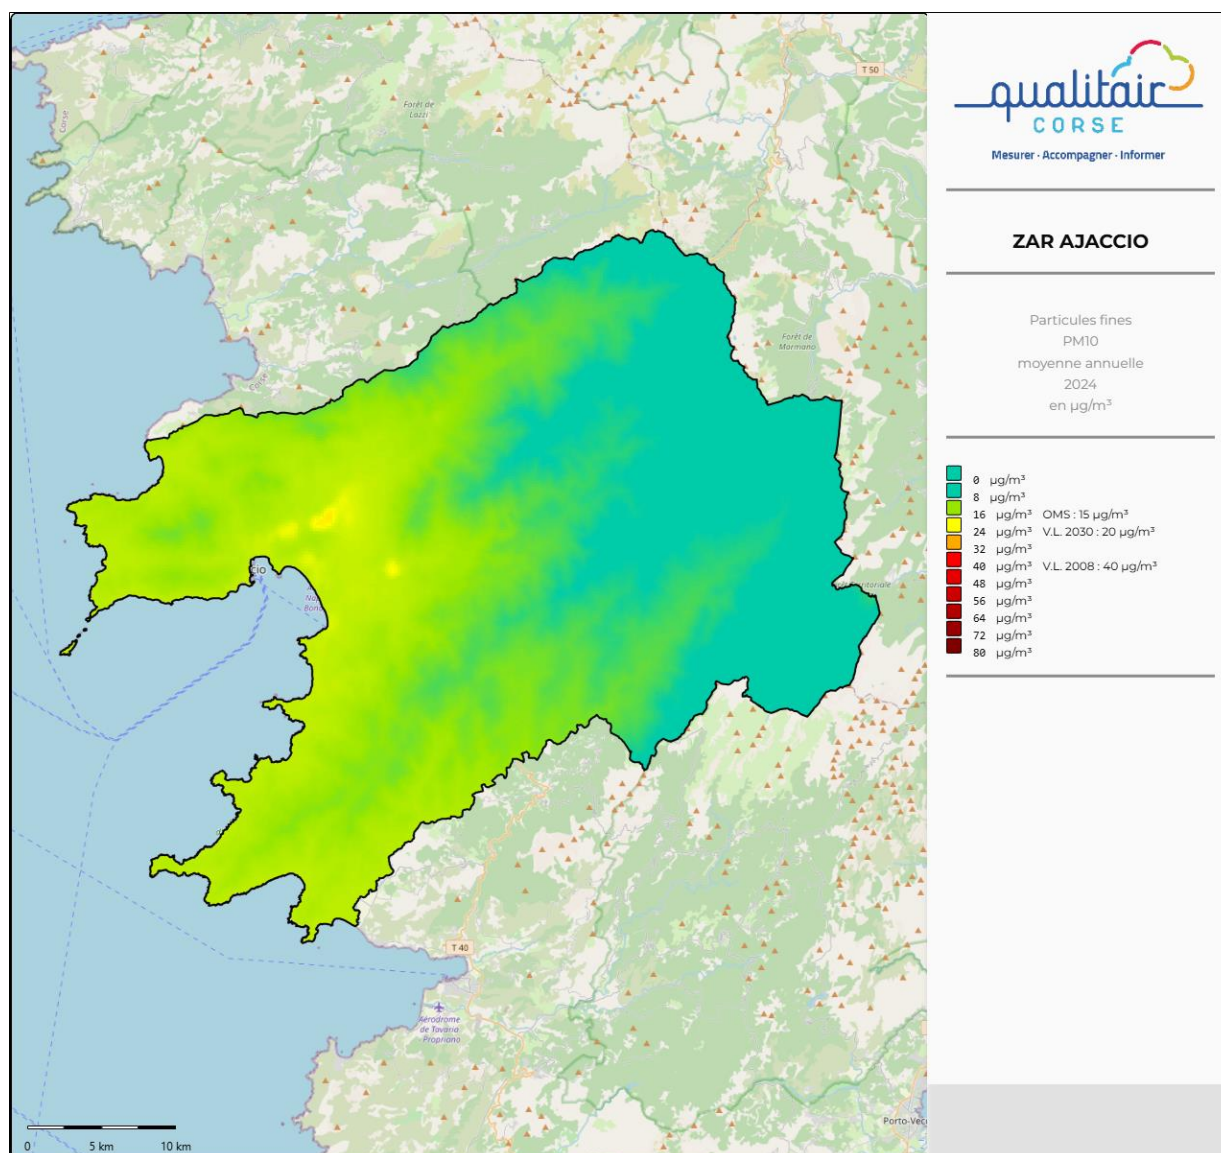 T 50
Forêt de
Lozzi
Corse
Forêt de
Marmano
Corse
T 40
Aérodrome
de Tavaria
Propriano
Porto-Vecc
0 5 km 10 km
qualitair
CORSE
Mesurer · Accompagner · Informer
ZAR AJACCIO
Particules fines
PM10
moyenne annuelle
2024
en µg/m³
0 µg/m³
8 µg/m³
16 µg/m³ OMS : 15 µg/m³
24 µg/m³ V.L. 2030 : 20 µg/m³
32 µg/m³
40 µg/m³ V.L. 2008 : 40 µg/m³
48 µg/m³
56 µg/m³
64 µg/m³
72 µg/m³
80 µg/m³